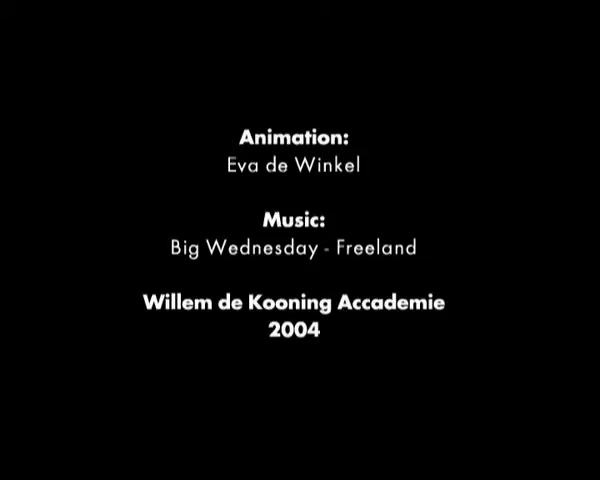 Animation:
Eva de Winkel
Music:
Big Wednesday - Freeland
Willem de Kooning Accademie
2004